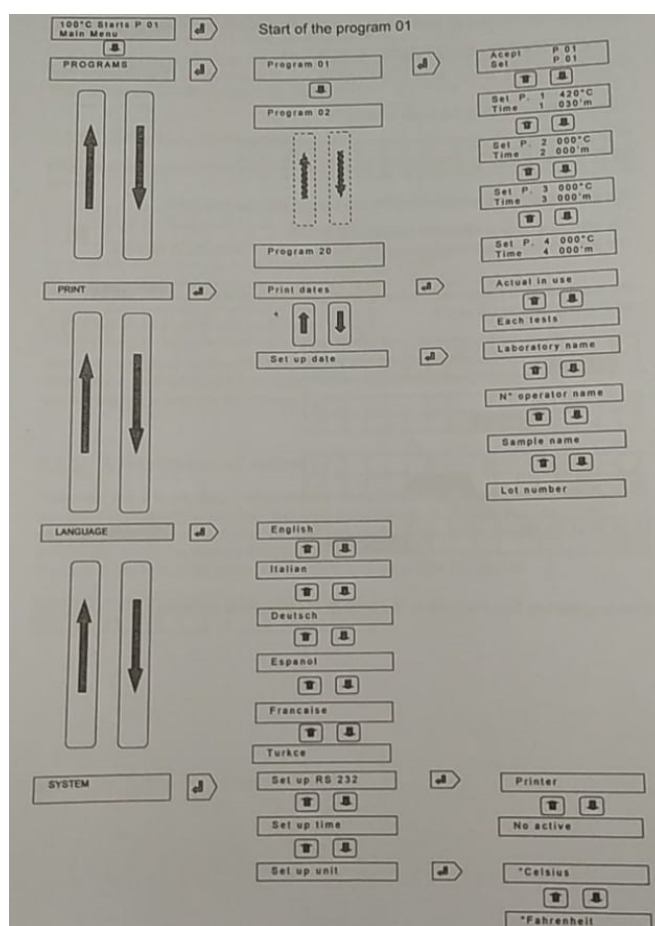 100°C Starts P 01
Main Menu
Start of the program 01
PROGRAMS
Program 01
Program 02
Program 20
Acept P 01
Set P 01
Set P. 1 420°C
Time 1 030'm
Set P. 2 000°C
Time 2 000'm
Set P. 3 000°C
Time 3 000'm
Set P. 4 000°C
Time 4 000'm
PRINT
Print dates
Set up date
Actual in use
Each tests
Laboratory name
N° operator name
Sample name
Lot number
LANGUAGE
English
Italian
Deutsch
Espanol
Francaise
Turkce
SYSTEM
Set up RS 232
Set up time
Set up unit
Printer
No active
°Celsius
°Fahrenheit